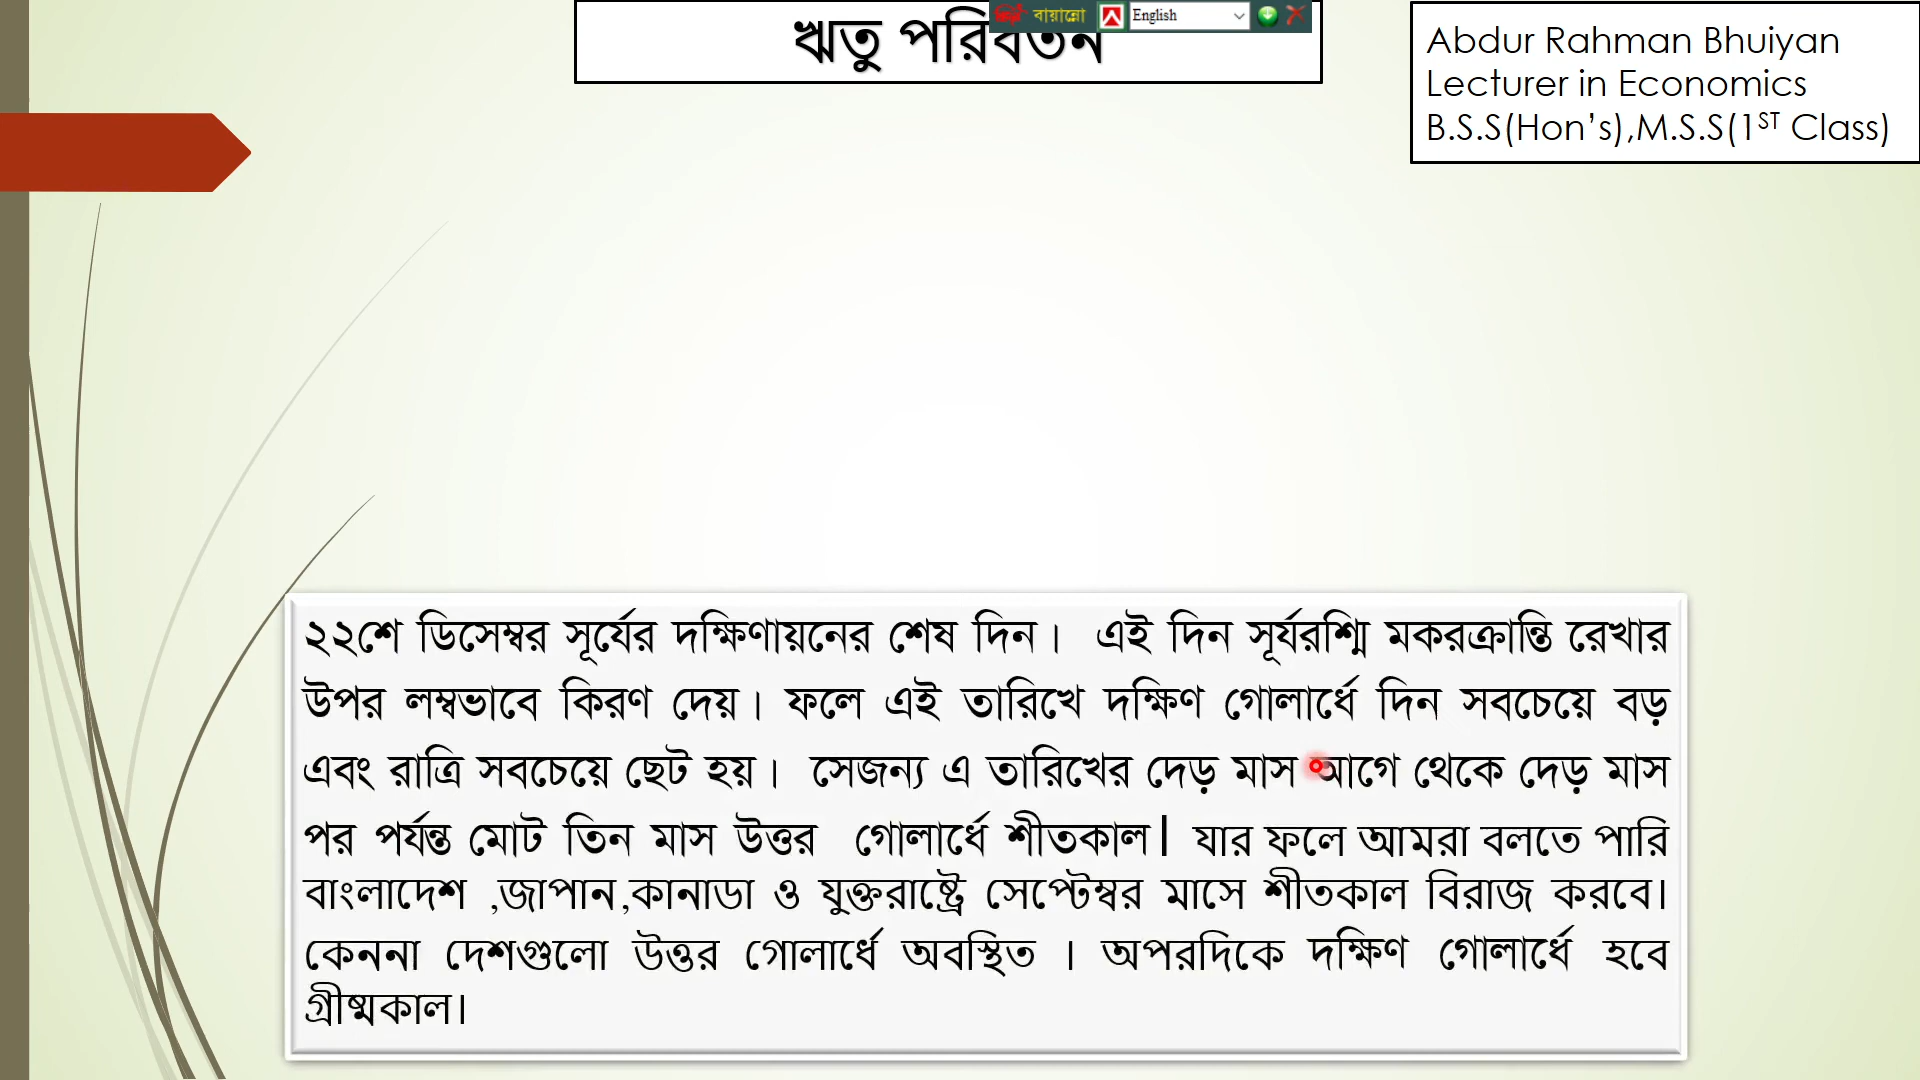 ঋতু পরিবর্তন
বায়ান্নো
English
Abdur Rahman Bhuiyan
Lecturer in Economics
B.S.S(Hon’s),M.S.S(1ST Class)
২২শে ডিসেম্বর সূর্যের দক্ষিণায়নের শেষ দিন। এই দিন সূর্যরশ্মি মকরক্রান্তি রেখার
উপর লম্বভাবে কিরণ দেয়। ফলে এই তারিখে দক্ষিণ গোলার্ধে দিন সবচেয়ে বড়
এবং রাত্রি সবচেয়ে ছেট হয়। সেজন্য এ তারিখের দেড় মাস আগে থেকে দেড় মাস
পর পর্যন্ত মোট তিন মাস উত্তর গোলার্ধে শীতকাল। যার ফলে আমরা বলতে পারি
বাংলাদেশ ,জাপান,কানাডা ও যুক্তরাষ্ট্রে সেপ্টেম্বর মাসে শীতকাল বিরাজ করবে।
কেননা দেশগুলো উত্তর গোলার্ধে অবস্থিত । অপরদিকে দক্ষিণ গোলার্ধে হবে
গ্রীষ্মকাল।